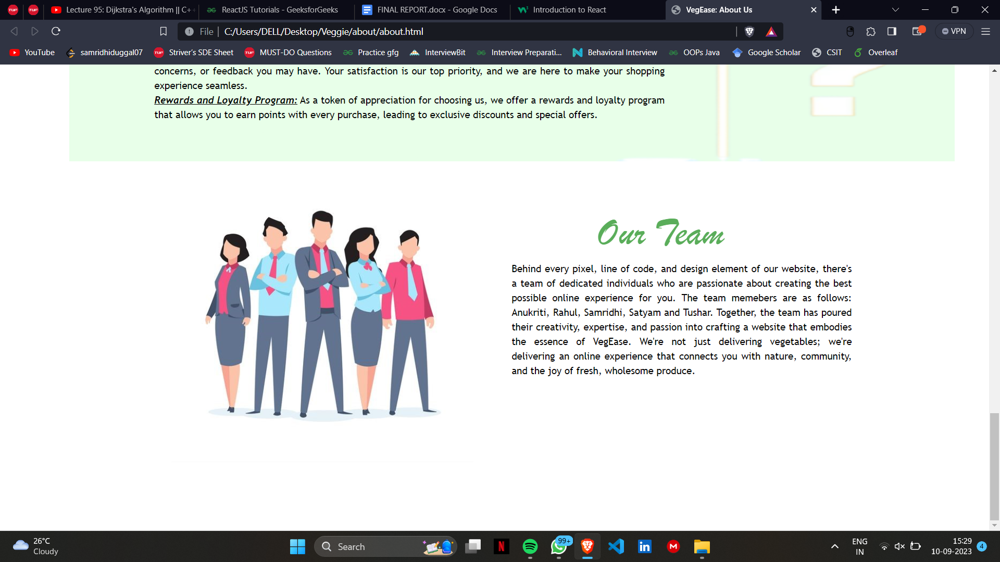 TUF
TUF
Lecture 95: Dijkstra's Algorithm || C+
ReactJS Tutorials - GeeksforGeeks
FINAL REPORT.docx - Google Docs
Introduction to React
VegEase: About Us
File
C:/Users/DELL/Desktop/Veggie/about/about.html
VPN
YouTube
samridhiduggal07
TUF
Striver's SDE Sheet
TUF
MUST-DO Questions
Practice gfg
InterviewBit
Interview Preparati...
Behavioral Interview
OOPs Java
Google Scholar
CSIT
Overleaf
concerns, or feedback you may have. Your satisfaction is our top priority, and we are here to make your shopping
experience seamless.
Rewards and Loyalty Program: As a token of appreciation for choosing us, we offer a rewards and loyalty program
that allows you to earn points with every purchase, leading to exclusive discounts and special offers.
?
Our Team
Behind every pixel, line of code, and design element of our website, there's
a team of dedicated individuals who are passionate about creating the best
possible online experience for you. The team memebers are as follows:
Anukriti, Rahul, Samridhi, Satyam and Tushar. Together, the team has poured
their creativity, expertise, and passion into crafting a website that embodies
the essence of VegEase. We're not just delivering vegetables; we're
delivering an online experience that connects you with nature, community,
and the joy of fresh, wholesome produce.
26°C
Cloudy
Search
N
99+
in
M
ENG
IN
15:29
10-09-2023
4